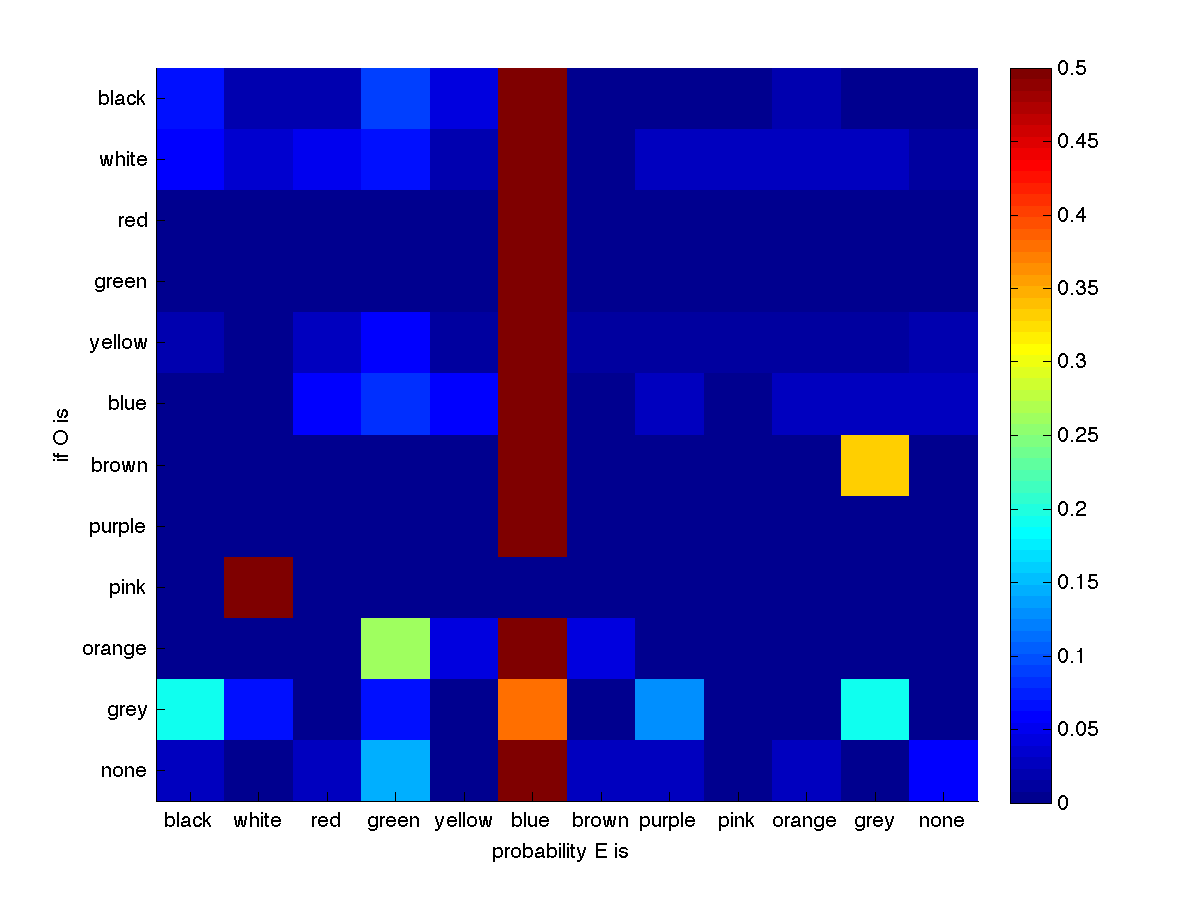 black
white
red
green
yellow
blue
brown
purple
pink
orange
grey
none
if O is
black white red green yellow blue brown purple pink orange grey none
probability E is
0.5
0.45
0.4
0.35
0.3
0.25
0.2
0.15
0.1
0.05
0